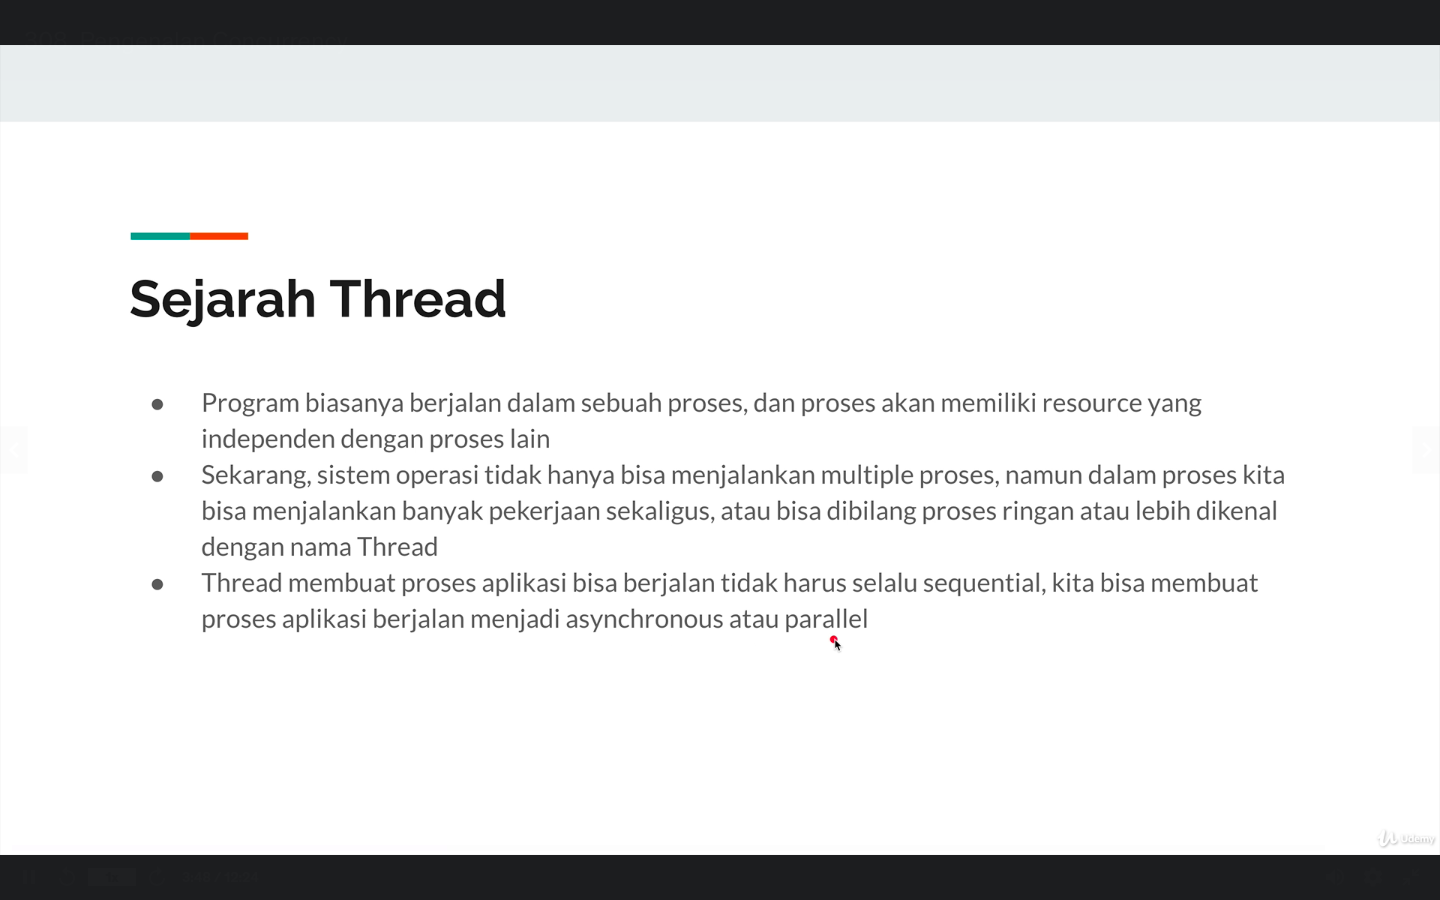 Sejarah Thread
● Program biasanya berjalan dalam sebuah proses, dan proses akan memiliki resource yang
independen dengan proses lain
● Sekarang, sistem operasi tidak hanya bisa menjalankan multiple proses, namun dalam proses kita
bisa menjalankan banyak pekerjaan sekaligus, atau bisa dibilang proses ringan atau lebih dikenal
dengan nama Thread
● Thread membuat proses aplikasi bisa berjalan tidak harus selalu sequential, kita bisa membuat
proses aplikasi berjalan menjadi asynchronous atau parallel
Udemy